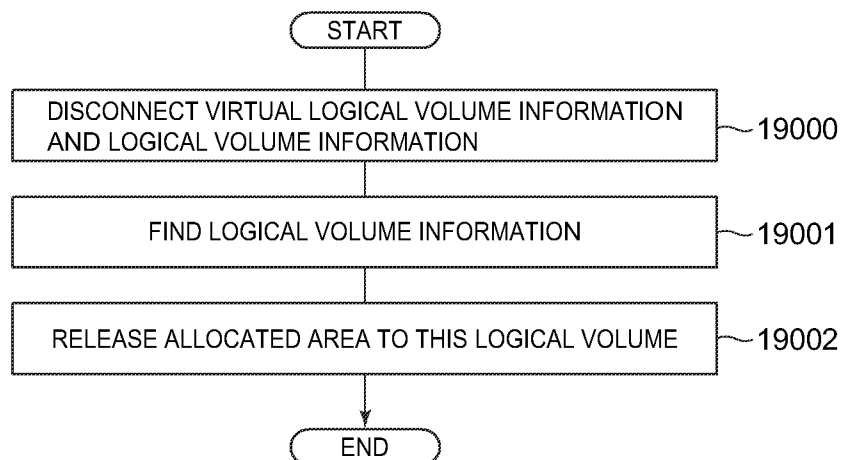 START
DISCONNECT VIRTUAL LOGICAL VOLUME INFORMATION
AND LOGICAL VOLUME INFORMATION
19000
FIND LOGICAL VOLUME INFORMATION
19001
RELEASE ALLOCATED AREA TO THIS LOGICAL VOLUME
19002
END